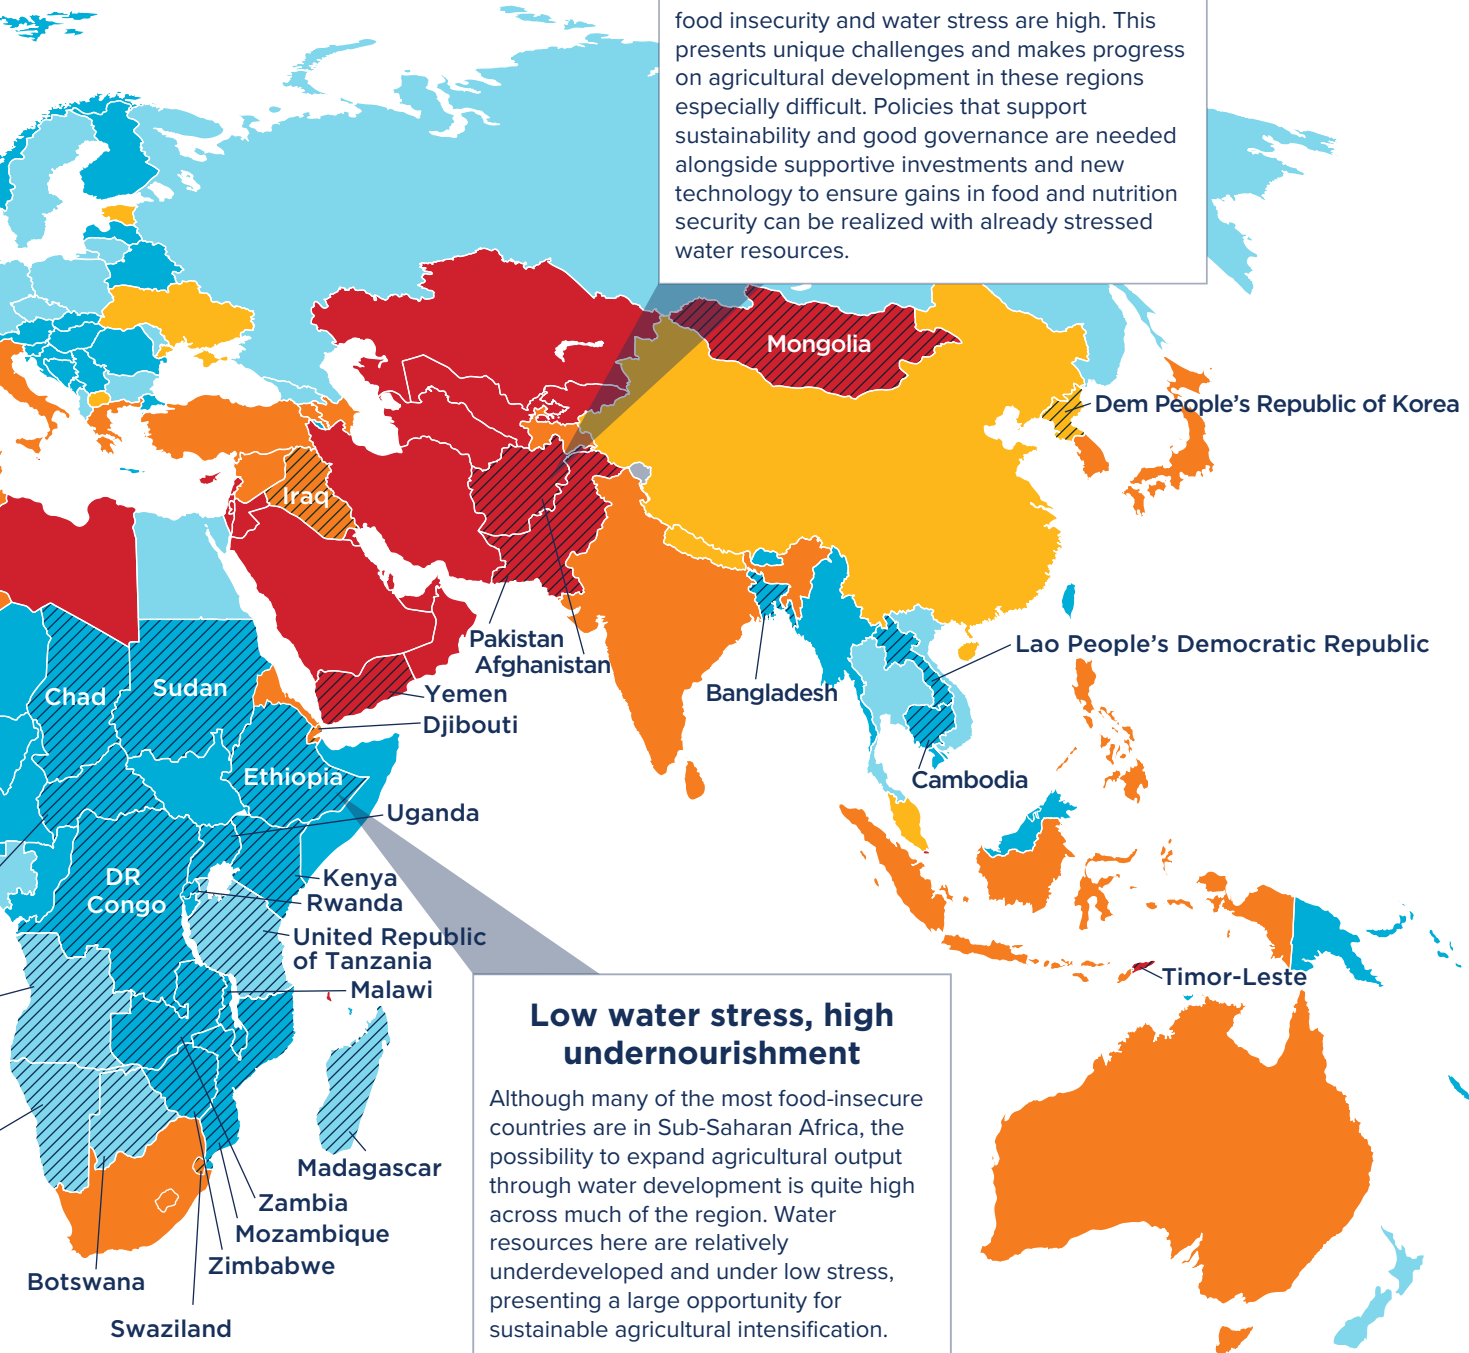 food insecurity and water stress are high. This
presents unique challenges and makes progress
on agricultural development in these regions
especially difficult. Policies that support
sustainability and good governance are needed
alongside supportive investments and new
technology to ensure gains in food and nutrition
security can be realized with already stressed
water resources.
Mongolia
Dem People's Republic of Korea
Iraq
Pakistan
Afghanistan
Lao People's Democratic Republic
Chad
Sudan
Yemen
Bangladesh
Djibouti
Ethiopia
Cambodia
Uganda
DR
Congo
Kenya
Rwanda
United Republic
of Tanzania
Malawi
Timor-Leste
Low water stress, high
undernourishment
Although many of the most food-insecure
countries are in Sub-Saharan Africa, the
possibility to expand agricultural output
through water development is quite high
across much of the region. Water
resources here are relatively
underdeveloped and under low stress,
presenting a large opportunity for
sustainable agricultural intensification.
Madagascar
Zambia
Mozambique
Zimbabwe
Botswana
Swaziland